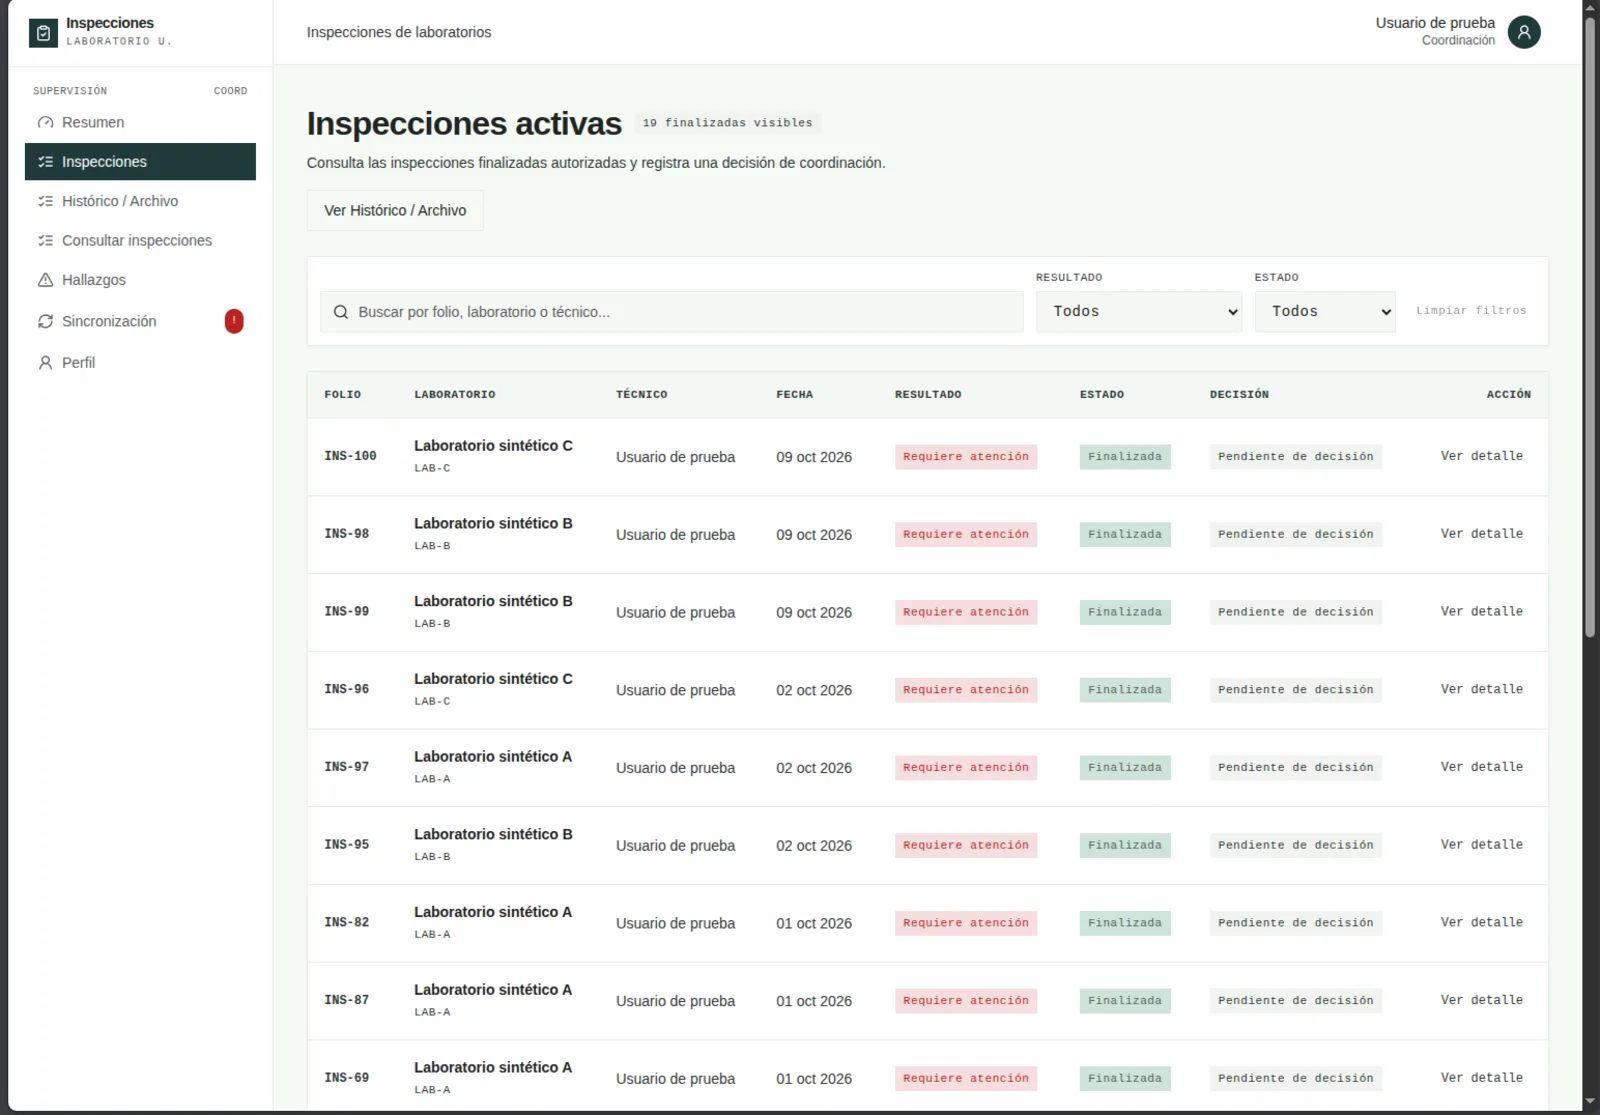 Inspecciones
LABORATORIO U.
SUPERVISIÓN COORD
Resumen
Inspecciones
Histórico / Archivo
Consultar inspecciones
Hallazgos
Sincronización !
Perfil
Inspecciones de laboratorios
Usuario de prueba
Coordinación
Inspecciones activas 19 finalizadas visibles
Consulta las inspecciones finalizadas autorizadas y registra una decisión de coordinación.
Ver Histórico / Archivo
RESULTADO ESTADO
Buscar por folio, laboratorio o técnico... Todos Todos Limpiar filtros
FOLIO LABORATORIO TÉCNICO FECHA RESULTADO ESTADO DECISIÓN ACCIÓN
INS-100 Laboratorio sintético C Usuario de prueba 09 oct 2026 Requiere atención Finalizada Pendiente de decisión Ver detalle
LAB-C
INS-98 Laboratorio sintético B Usuario de prueba 09 oct 2026 Requiere atención Finalizada Pendiente de decisión Ver detalle
LAB-B
INS-99 Laboratorio sintético B Usuario de prueba 09 oct 2026 Requiere atención Finalizada Pendiente de decisión Ver detalle
LAB-B
INS-96 Laboratorio sintético C Usuario de prueba 02 oct 2026 Requiere atención Finalizada Pendiente de decisión Ver detalle
LAB-C
INS-97 Laboratorio sintético A Usuario de prueba 02 oct 2026 Requiere atención Finalizada Pendiente de decisión Ver detalle
LAB-A
INS-95 Laboratorio sintético B Usuario de prueba 02 oct 2026 Requiere atención Finalizada Pendiente de decisión Ver detalle
LAB-B
INS-82 Laboratorio sintético A Usuario de prueba 01 oct 2026 Requiere atención Finalizada Pendiente de decisión Ver detalle
LAB-A
INS-87 Laboratorio sintético A Usuario de prueba 01 oct 2026 Requiere atención Finalizada Pendiente de decisión Ver detalle
LAB-A
INS-69 Laboratorio sintético A Usuario de prueba 01 oct 2026 Requiere atención Finalizada Pendiente de decisión Ver detalle
LAB-A